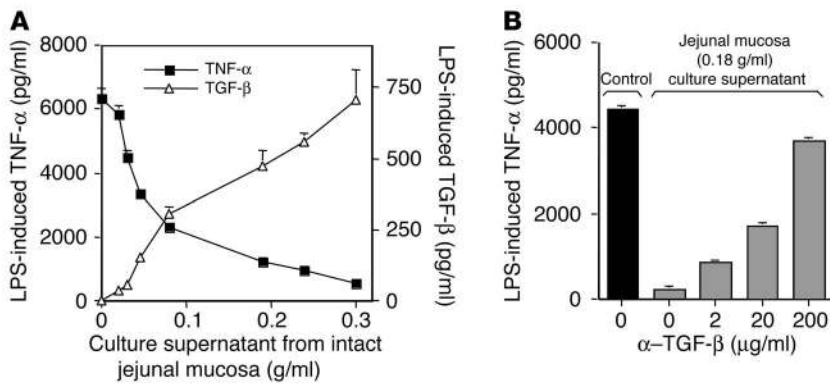 A
LPS-induced TNF-α (pg/ml)
8000
6000
4000
2000
0
TNF-α
TGF-β
750
500
250
0
LPS-induced TGF-β (pg/ml)
0 0.1 0.2 0.3
Culture supernatant from intact
jejunal mucosa (g/ml)
B
LPS-induced TNF-α (pg/ml)
6000
4000
2000
0
Jejunal mucosa
(0.18 g/ml)
Control culture supernatant
0 0 2 20 200
α–TGF-β (μg/ml)